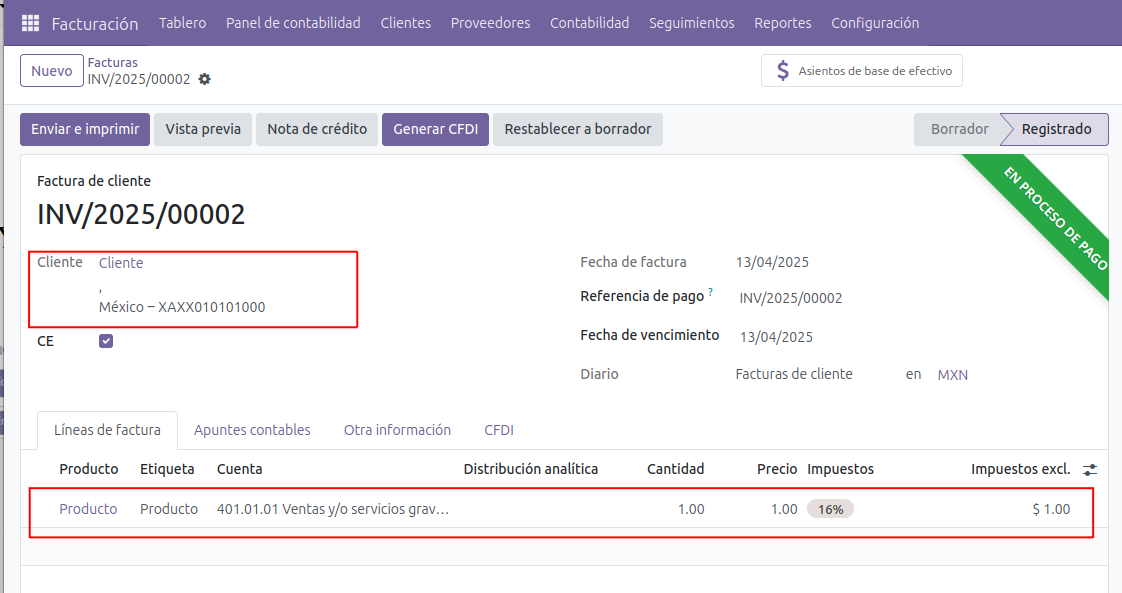 Facturación Tablero Panel de contabilidad Clientes Proveedores Contabilidad Seguimientos Reportes Configuración
Nuevo
Facturas
INV/2025/00002
$ Asientos de base de efectivo
Enviar e imprimir Vista previa Nota de crédito Generar CFDI Restablecer a borrador Borrador Registrado
EN PROCESO DE PAGO
Factura de cliente
INV/2025/00002
Cliente Cliente
,
México – XAXX010101000
CE
Fecha de factura 13/04/2025
Referencia de pago ? INV/2025/00002
Fecha de vencimiento 13/04/2025
Diario Facturas de cliente en MXN
Líneas de factura Apuntes contables Otra información CFDI
Producto Etiqueta Cuenta Distribución analítica Cantidad Precio Impuestos Impuestos excl.
Producto Producto 401.01.01 Ventas y/o servicios grav… 1.00 1.00 16% $ 1.00